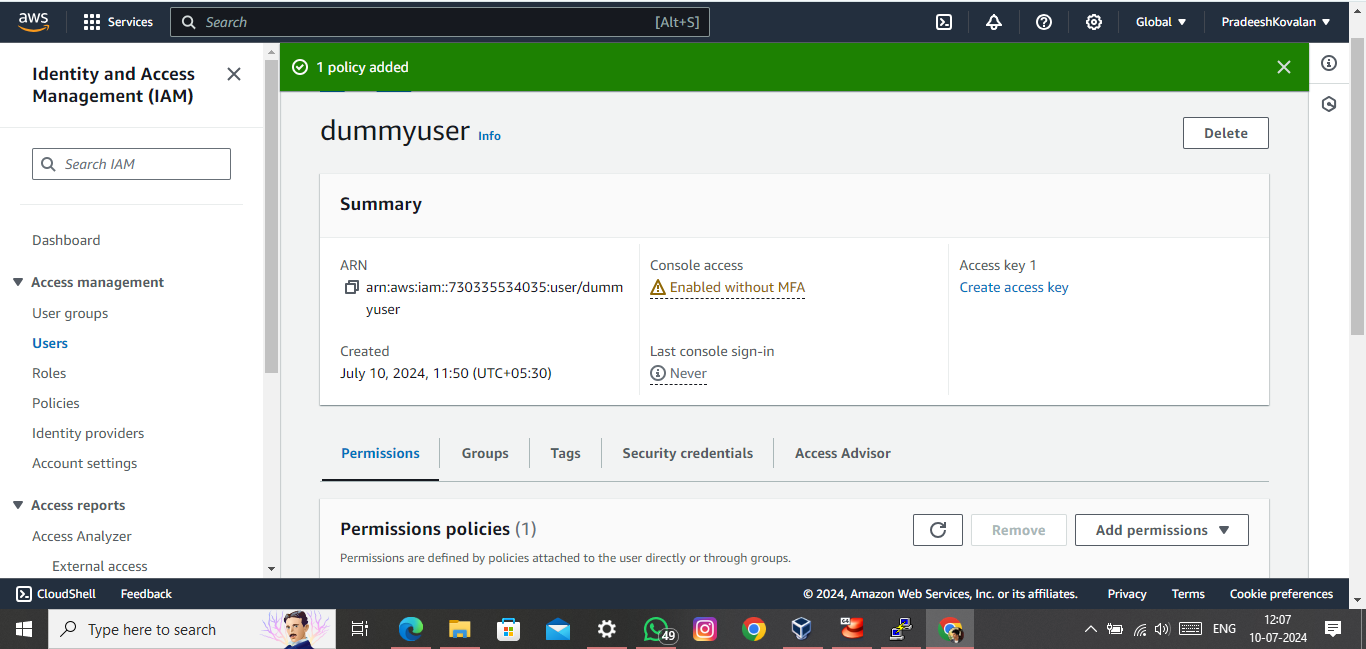 aws
Services
Search
[Alt+S]
Global
PradeeshKovalan
Identity and Access
Management (IAM)
Search IAM
Dashboard
Access management
User groups
Users
Roles
Policies
Identity providers
Account settings
Access reports
Access Analyzer
External access
1 policy added
dummyuser Info
Delete
Summary
ARN
arn:aws:iam::730335534035:user/dumm
yuser
Created
July 10, 2024, 11:50 (UTC+05:30)
Console access
Enabled without MFA
Last console sign-in
Never
Access key 1
Create access key
Permissions
Groups
Tags
Security credentials
Access Advisor
Permissions policies (1)
Permissions are defined by policies attached to the user directly or through groups.
Remove
Add permissions
CloudShell
Feedback
© 2024, Amazon Web Services, Inc. or its affiliates.
Privacy
Terms
Cookie preferences
Type here to search
49
ENG
12:07
10-07-2024